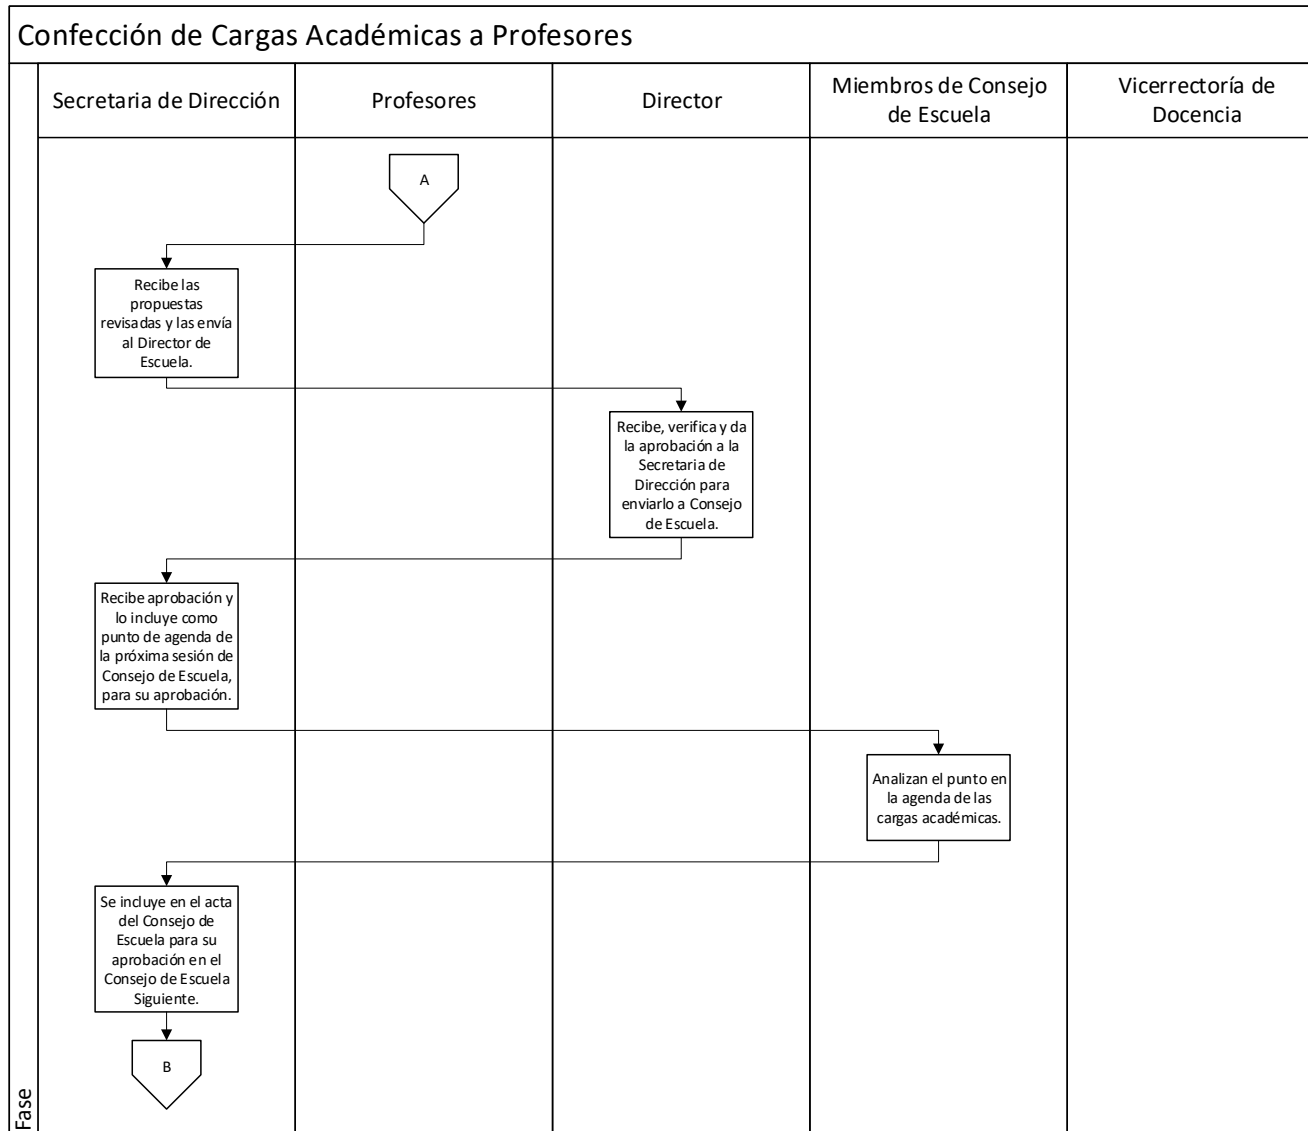 Confección de Cargas Académicas a Profesores
Secretaria de Dirección
Profesores
Director
Miembros de Consejo
de Escuela
Vicerrectoría de
Docencia
A
Recibe las
propuestas
revisadas y las envía
al Director de
Escuela.
Recibe, verifica y da
la aprobación a la
Secretaria de
Dirección para
enviarlo a Consejo
de Escuela.
Recibe aprobación y
lo incluye como
punto de agenda de
la próxima sesión de
Consejo de Escuela,
para su aprobación.
Analizan el punto en
la agenda de las
cargas académicas.
Se incluye en el acta
del Consejo de
Escuela para su
aprobación en el
Consejo de Escuela
Siguiente.
B
Fase